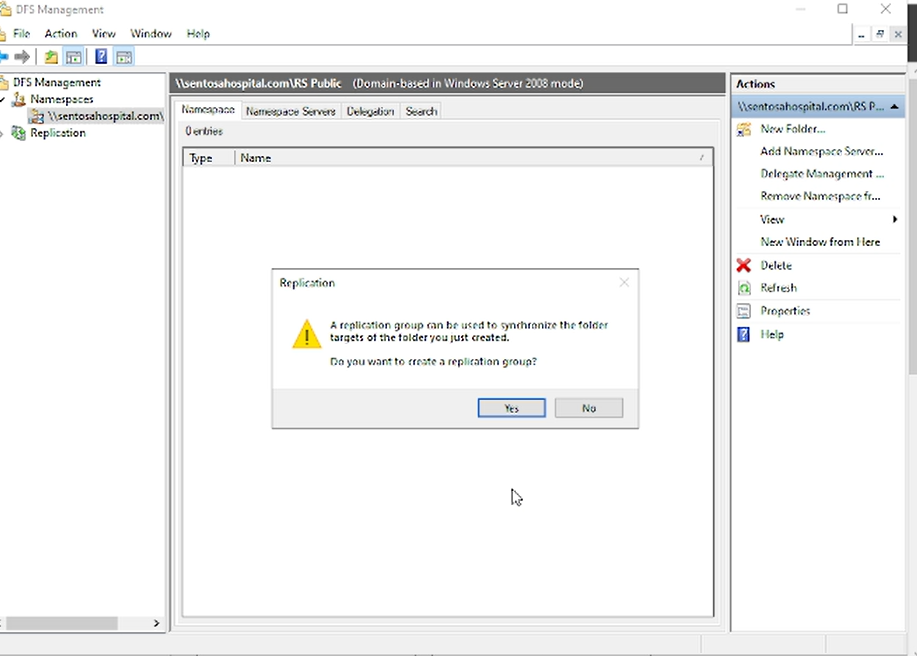 DFS Management
File Action View Window Help
DFS Management
Namespaces
\\sentosahospital.com\
Replication
\\sentosahospital.com\RS Public (Domain-based in Windows Server 2008 mode)
Namespace Namespace Servers Delegation Search
0 entries
Type Name
Replication
A replication group can be used to synchronize the folder
targets of the folder you just created.
Do you want to create a replication group?
Yes No
Actions
\\sentosahospital.com\RS P...
New Folder...
Add Namespace Server...
Delegate Management ...
Remove Namespace fr...
View
New Window from Here
Delete
Refresh
Properties
Help